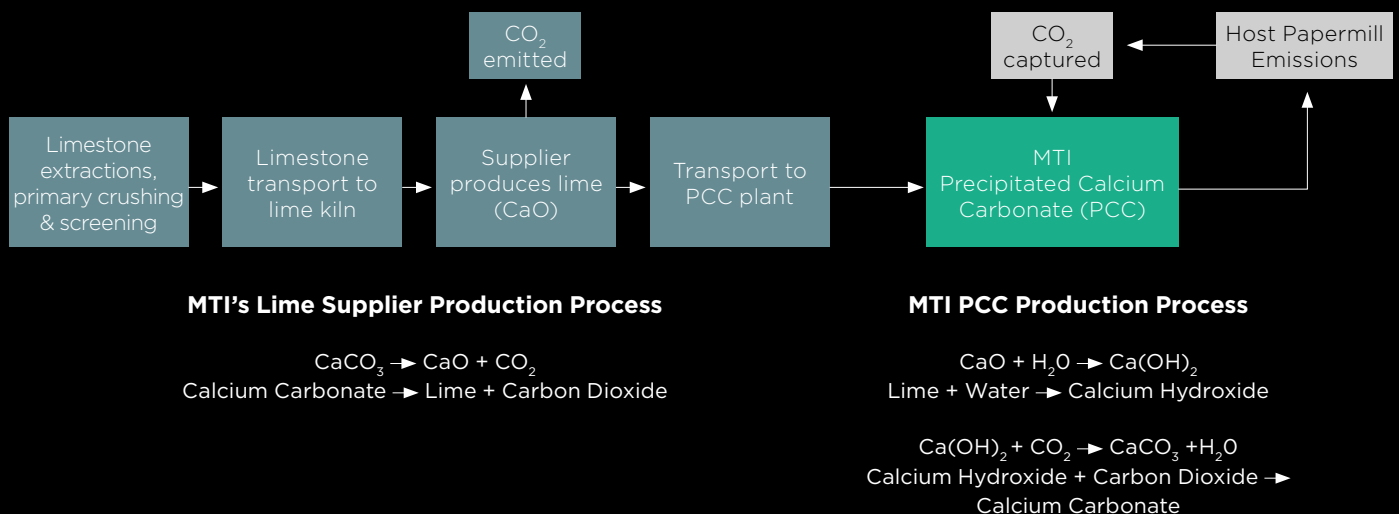 CO₂
emitted
CO₂
captured
Host Papermill
Emissions
Limestone
extractions,
primary crushing
& screening
Limestone
transport to
lime kiln
Supplier
produces lime
(CaO)
Transport to
PCC plant
MTI
Precipitated Calcium
Carbonate (PCC)
MTI’s Lime Supplier Production Process
CaCO₃ → CaO + CO₂
Calcium Carbonate → Lime + Carbon Dioxide
MTI PCC Production Process
CaO + H₂0 → Ca(OH)₂
Lime + Water → Calcium Hydroxide
Ca(OH)₂ + CO₂ → CaCO₃ +H₂0
Calcium Hydroxide + Carbon Dioxide →
Calcium Carbonate